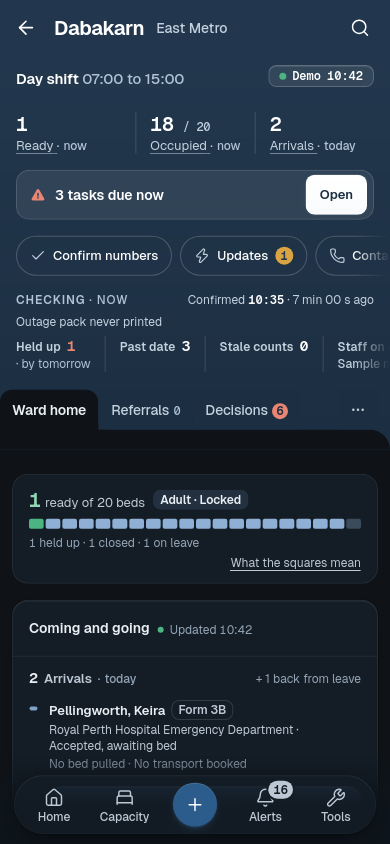 Dabakarn East Metro
Day shift 07:00 to 15:00
Demo 10:42
1
Ready · now
18 / 20
Occupied · now
2
Arrivals · today
3 tasks due now
Open
Confirm numbers
Updates 1
Conta
CHECKING · NOW
Confirmed 10:35 · 7 min 00 s ago
Outage pack never printed
Held up 1
· by tomorrow
Past date 3
Stale counts 0
Staff on
Sample r
Ward home
Referrals 0
Decisions 6
1 ready of 20 beds
Adult · Locked
1 held up · 1 closed · 1 on leave
What the squares mean
Coming and going
Updated 10:42
2 Arrivals · today
+ 1 back from leave
Pellingworth, Keira
Form 3B
Royal Perth Hospital Emergency Department ·
Accepted, awaiting bed
No bed pulled · No transport booked
Home
Capacity
16
Alerts
Tools